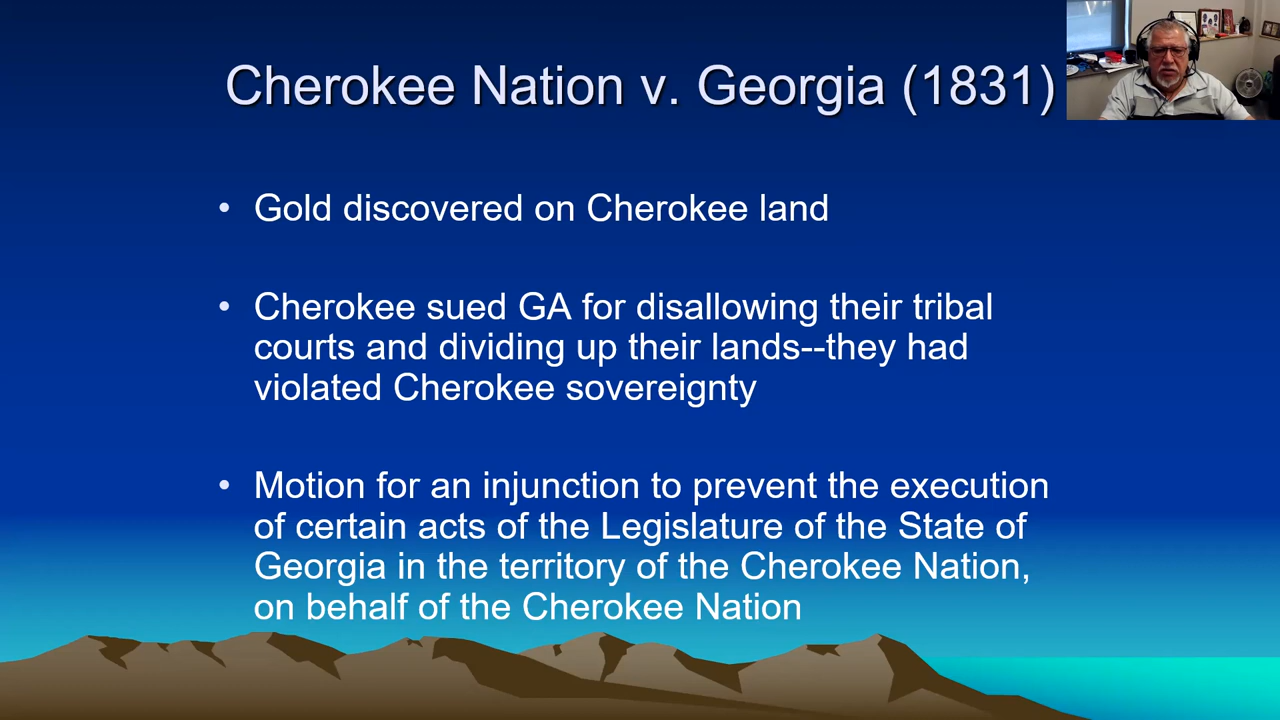 Cherokee Nation v. Georgia (1831)
• Gold discovered on Cherokee land
• Cherokee sued GA for disallowing their tribal
courts and dividing up their lands--they had
violated Cherokee sovereignty
• Motion for an injunction to prevent the execution
of certain acts of the Legislature of the State of
Georgia in the territory of the Cherokee Nation,
on behalf of the Cherokee Nation